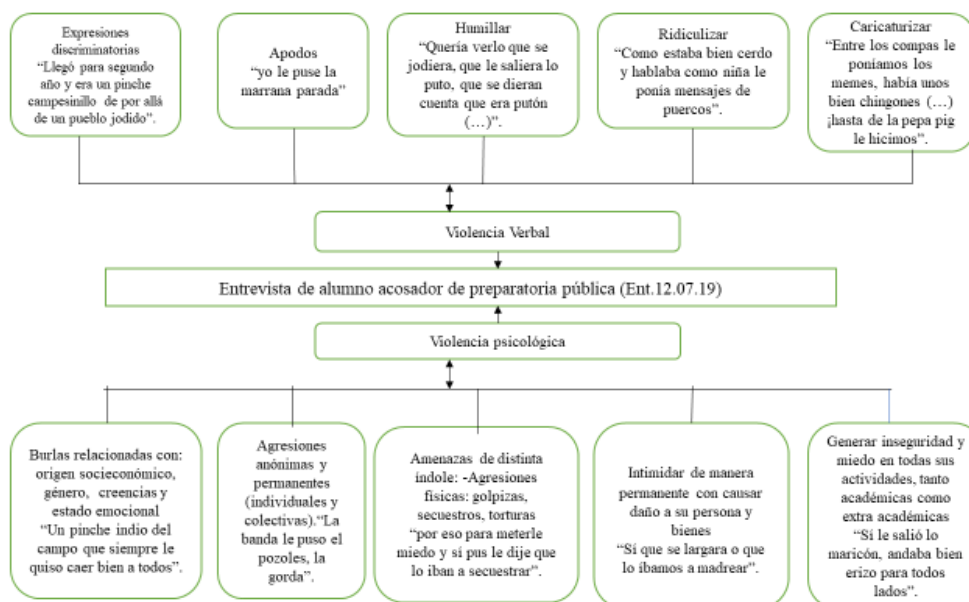 Expresiones
discriminatorias
“Llegó para segundo
año y era un pinche
campesinillo de por allá
de un pueblo jodido”.
Apodos
“yo le puse la
marrana parada”
Humillar
“Quería verlo que se
jodiera, que le saliera lo
puto, que se dieran
cuenta que era putón
(…)”.
Ridiculizar
“Como estaba bien cerdo
y hablaba como niña le
ponía mensajes de
puercos”.
Caricaturizar
“Entre los compas le
poníamos los
memes, había unos
bien chingones (…)
¡hasta de la pepa pig
le hicimos”.
Violencia Verbal
Entrevista de alumno acosador de preparatoria pública (Ent.12.07.19)
Violencia psicológica
Burlas relacionadas con:
origen socioeconómico,
género, creencias y
estado emocional
“Un pinche indio del
campo que siempre le
quiso caer bien a todos”.
Agresiones
anónimas y
permanentes
(individuales y
colectivas).“La
banda le puso el
pozoles, la
gorda”.
Amenazas de distinta
índole: -Agresiones
físicas: golpizas,
secuestros, torturas
“por eso para meterle
miedo y sí pus le dije que
lo iban a secuestrar”.
Intimidar de manera
permanente con causar
daño a su persona y
bienes
“Sí que se largara o que
lo íbamos a madrear”.
Generar inseguridad y
miedo en todas sus
actividades, tanto
académicas como
extra académicas
“Sí le salió lo
maricón, andaba bien
erizo para todos
lados”.